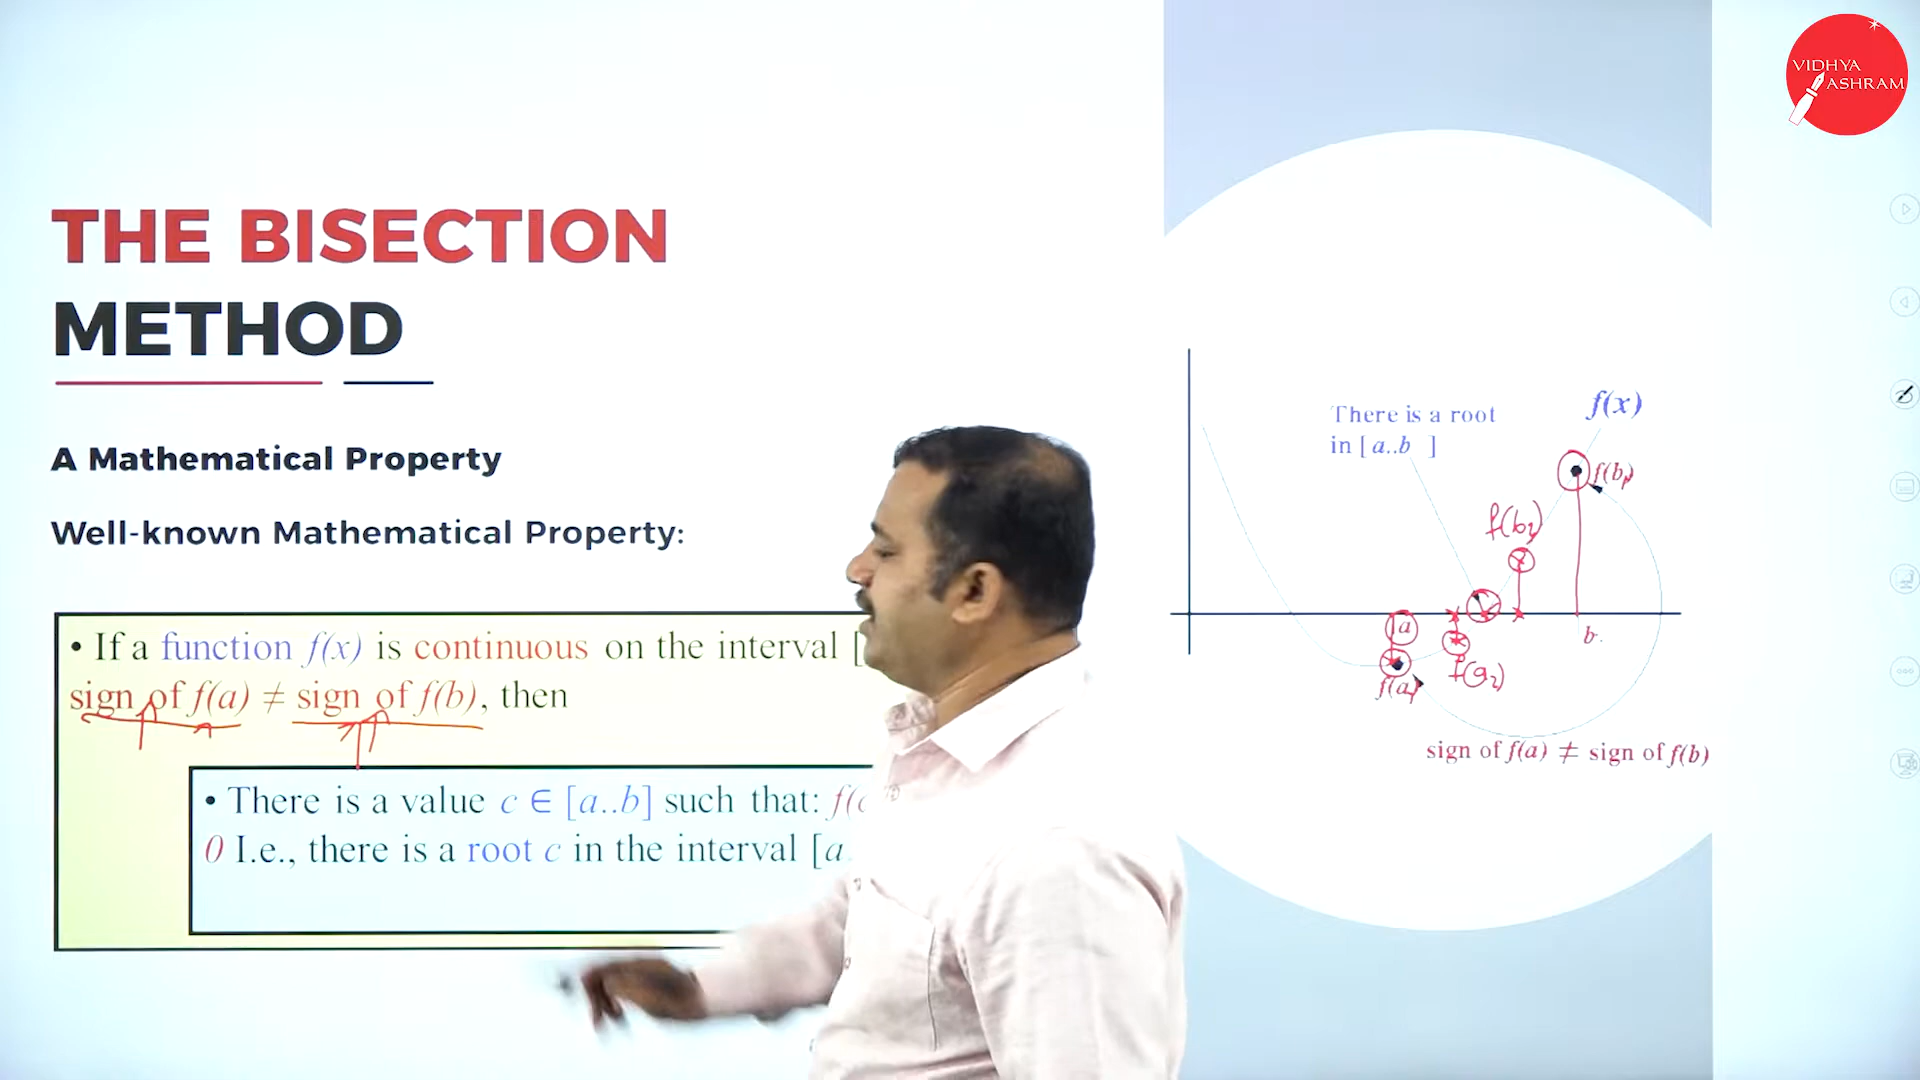 VIDHYA
ASHRAM
THE BISECTION
METHOD
A Mathematical Property
Well-known Mathematical Property:
• If a function f(x) is continuous on the interval [
sign of f(a) ≠ sign of f(b), then
• There is a value c ∈ [a..b] such that: f(c
0 I.e., there is a root c in the interval [a.
There is a root
in [a..b ]
f(x)
f(b)
f(b₂)
a
b.
f(a)
f(a₂)
sign of f(a) ≠ sign of f(b)